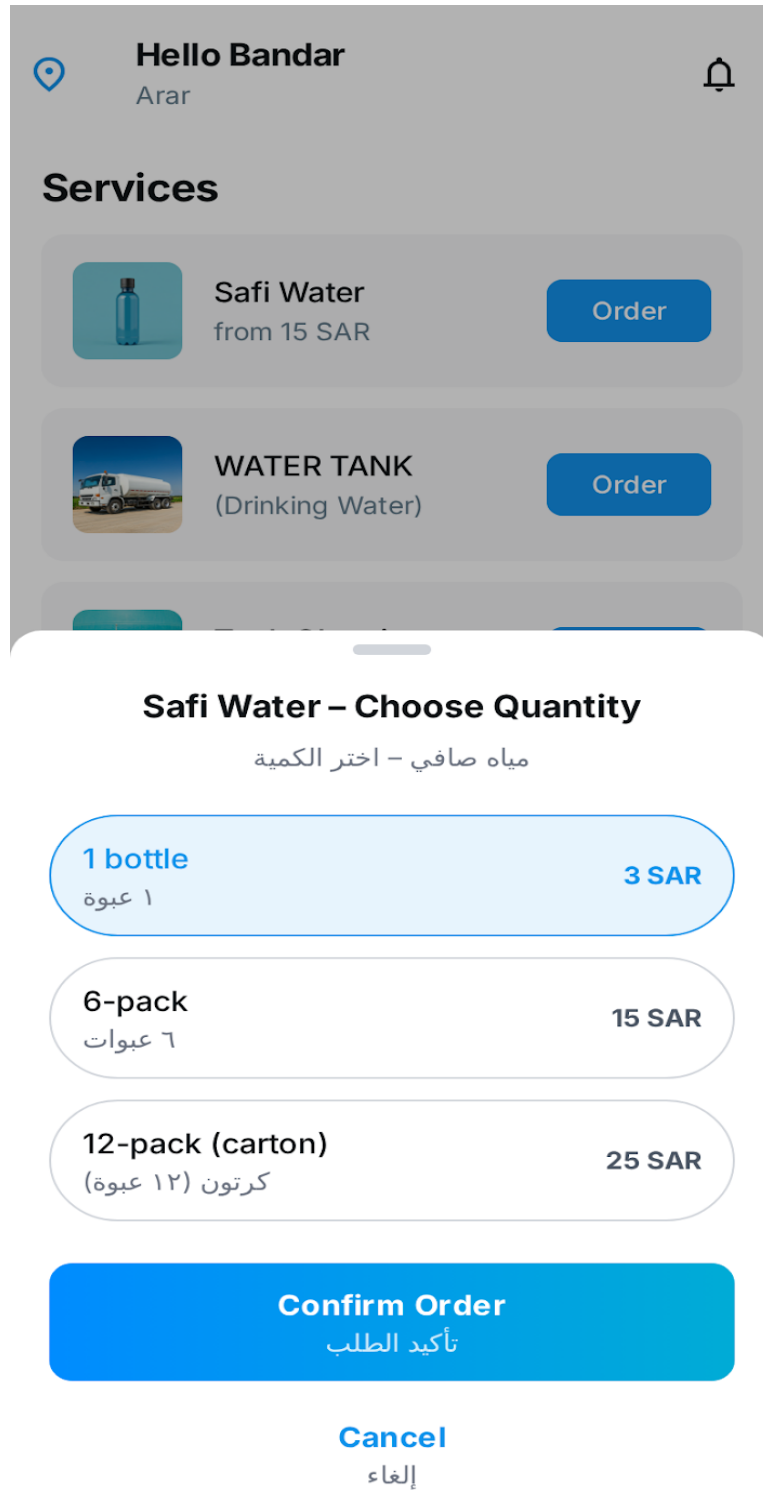 Hello Bandar
Arar
Services
Safi Water
from 15 SAR
Order
WATER TANK
(Drinking Water)
Order
Safi Water – Choose Quantity
مياه صافي – اختر الكمية
1 bottle
١ عبوة
3 SAR
6-pack
٦ عبوات
15 SAR
12-pack (carton)
كرتون (١٢ عبوة)
25 SAR
Confirm Order
تأكيد الطلب
Cancel
إلغاء